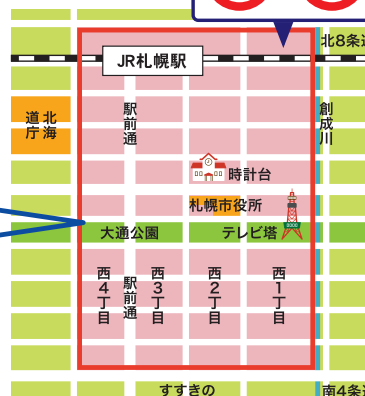 北8条通
JR札幌駅
北海
道庁
駅前通
創成川
時計台
札幌市役所
大通公園
テレビ塔
西4丁目
駅前通
西3丁目
西2丁目
西1丁目
すすきの
南4条